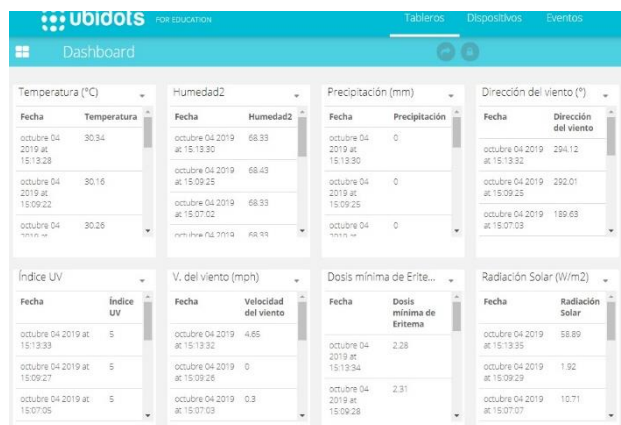 ubidots FOR EDUCATION Tableros Dispositivos Eventos
Dashboard
Temperatura (°C)
Fecha Temperatura
octubre 04 2019 at 15:13:28 30.34
octubre 04 2019 at 15:09:22 30.16
octubre 04 2019 at 30.26
Humedad2
Fecha Humedad2
octubre 04 2019 at 15:13:30 68.33
octubre 04 2019 at 15:09:25 68.43
octubre 04 2019 at 15:07:02 68.33
octubre 04 2019 68.33
Precipitación (mm)
Fecha Precipitación
octubre 04 2019 at 15:13:30 0
octubre 04 2019 at 15:09:25 0
octubre 04 0
Dirección del viento (°)
Fecha Dirección del viento
octubre 04 2019 at 15:13:32 294.12
octubre 04 2019 at 15:09:25 292.01
octubre 04 2019 at 15:07:03 189.63
Índice UV
Fecha Índice UV
octubre 04 2019 at 15:13:33 5
octubre 04 2019 at 15:09:27 5
octubre 04 2019 at 15:07:05 5
V. del viento (mph)
Fecha Velocidad del viento
octubre 04 2019 at 15:13:32 4.65
octubre 04 2019 at 15:09:26 0
octubre 04 2019 at 15:07:03 0.3
Dosis mínima de Erite...
Fecha Dosis mínima de Eritema
octubre 04 2019 at 15:13:34 2.28
octubre 04 2019 at 15:09:28 2.31
Radiación Solar (W/m2)
Fecha Radiación Solar
octubre 04 2019 at 15:13:35 58.89
octubre 04 2019 at 15:09:29 1.92
octubre 04 2019 at 15:07:07 10.71